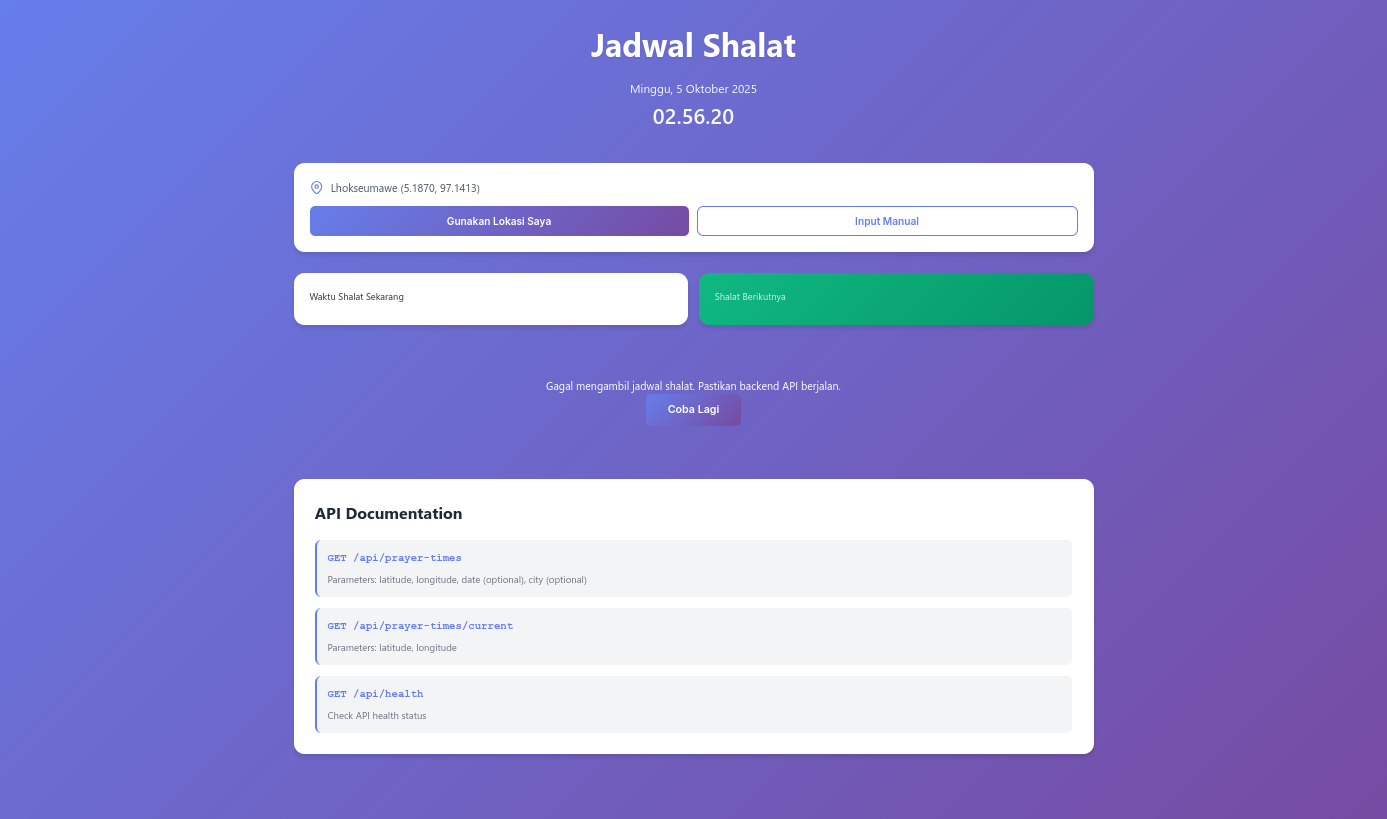 Jadwal Shalat
Minggu, 5 Oktober 2025
02.56.20
Lhokseumawe (5.1870, 97.1413)
Gunakan Lokasi Saya
Input Manual
Waktu Shalat Sekarang
Shalat Berikutnya
Gagal mengambil jadwal shalat. Pastikan backend API berjalan.
Coba Lagi
API Documentation
GET /api/prayer-times
Parameters: latitude, longitude, date (optional), city (optional)
GET /api/prayer-times/current
Parameters: latitude, longitude
GET /api/health
Check API health status